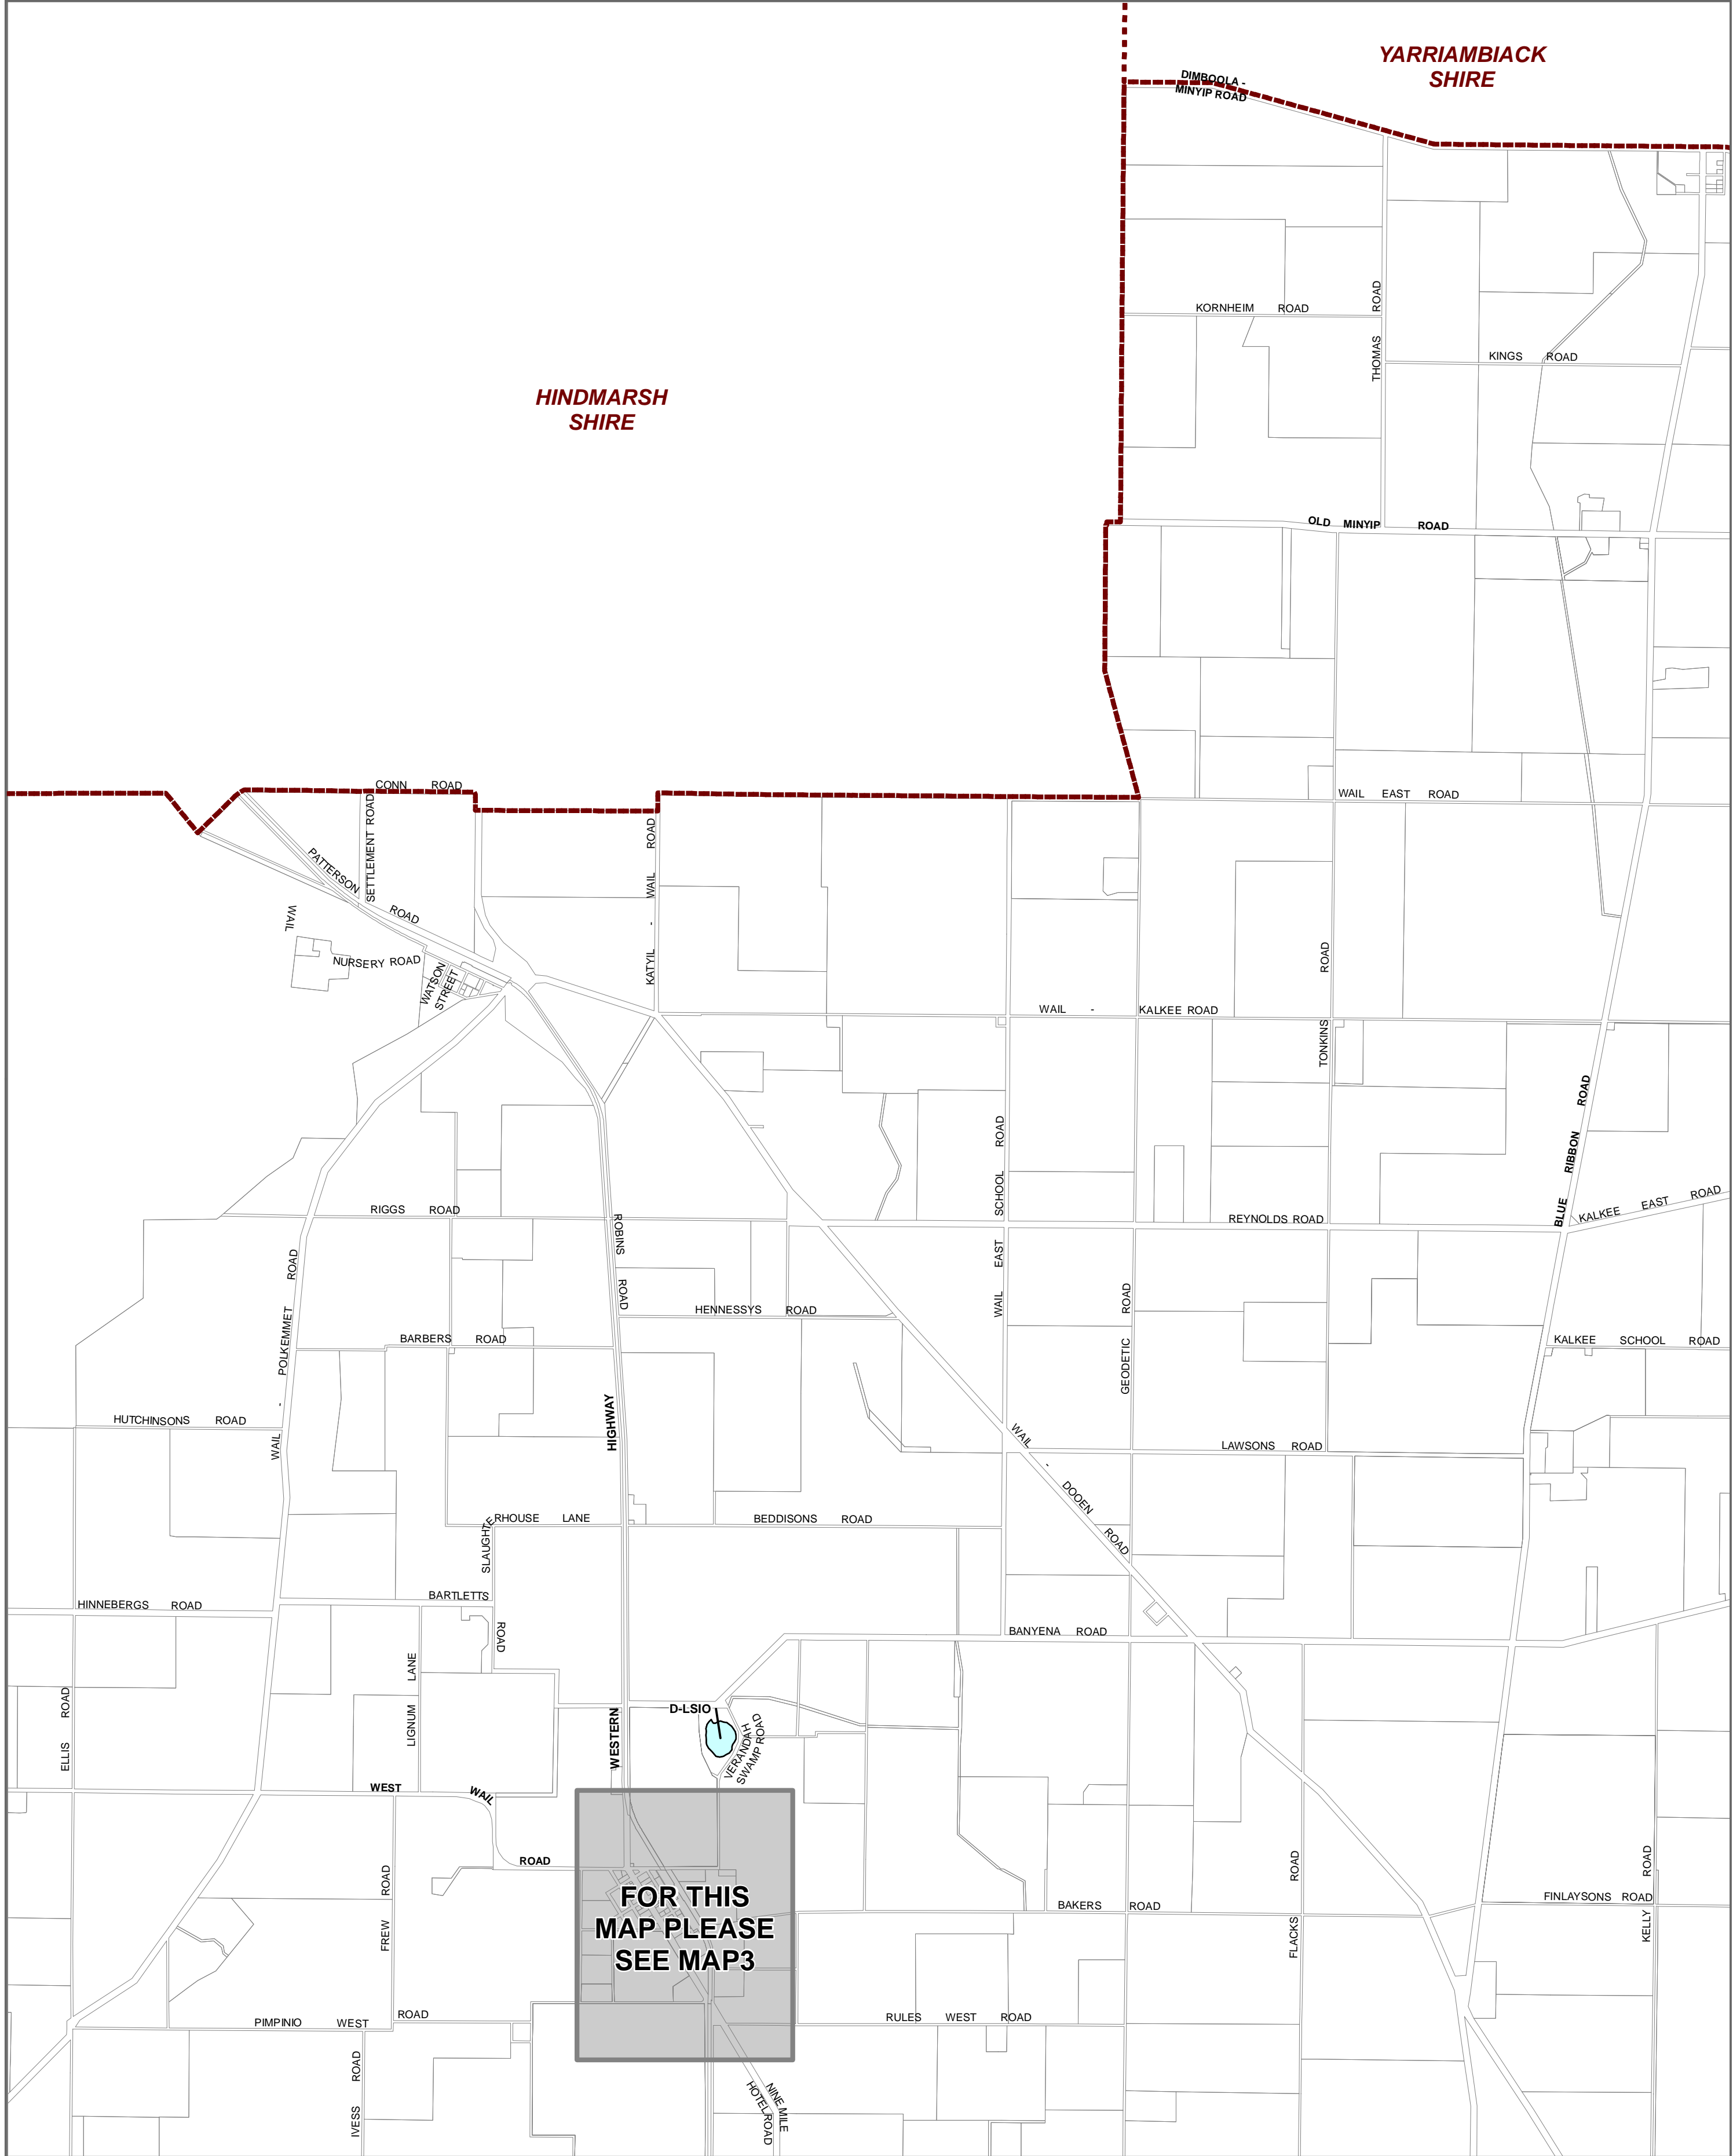 YARRIAMBIACK
SHIRE
DIMBOOLA -
MINYIP ROAD
KORNHEIM ROAD
THOMAS ROAD
KINGS ROAD
HINDMARSH
SHIRE
OLD MINYIP ROAD
CONN ROAD
WAIL EAST ROAD
SETTLEMENT ROAD
PATTERSON ROAD
KATYIL - WAIL ROAD
WAIL
NURSERY ROAD
WATSON
STREET
WAIL - KALKEE ROAD
TONKINS ROAD
BLUE RIBBON ROAD
WAIL EAST SCHOOL ROAD
RIGGS ROAD
ROBINS ROAD
REYNOLDS ROAD
KALKEE EAST ROAD
WAIL - POLKEMMET ROAD
HENNESSYS ROAD
GEODETIC ROAD
BARBERS ROAD
KALKEE SCHOOL ROAD
HUTCHINSONS ROAD
WESTERN HIGHWAY
WAIL - DOOEN ROAD
LAWSONS ROAD
SLAUGHTERHOUSE LANE
BEDDISONS ROAD
BARTLETTS ROAD
HINNEBERGS ROAD
BANYENA ROAD
ELLIS ROAD
LIGNUM LANE
D-LSIO
VERANDAH
SWAMP ROAD
WEST WAIL ROAD
FREW ROAD
FOR THIS
MAP PLEASE
SEE MAP3
BAKERS ROAD
FLACKS ROAD
FINLAYSONS ROAD
KELLY ROAD
PIMPINIO WEST ROAD
RULES WEST ROAD
IVESS ROAD
NINE MILE
HOTEL ROAD